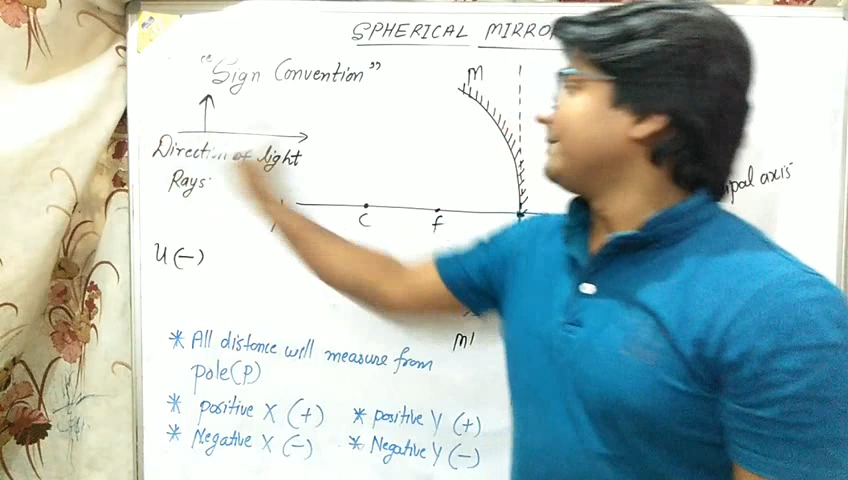 SPHERICAL MIRROR
"Sign Convention"
M
Direction of light
Rays
C
f
axis
U (-)
M'
* All distance will measure from
pole(P)
* positive X (+) * positive Y (+)
* Negative X (-) * Negative Y (-)